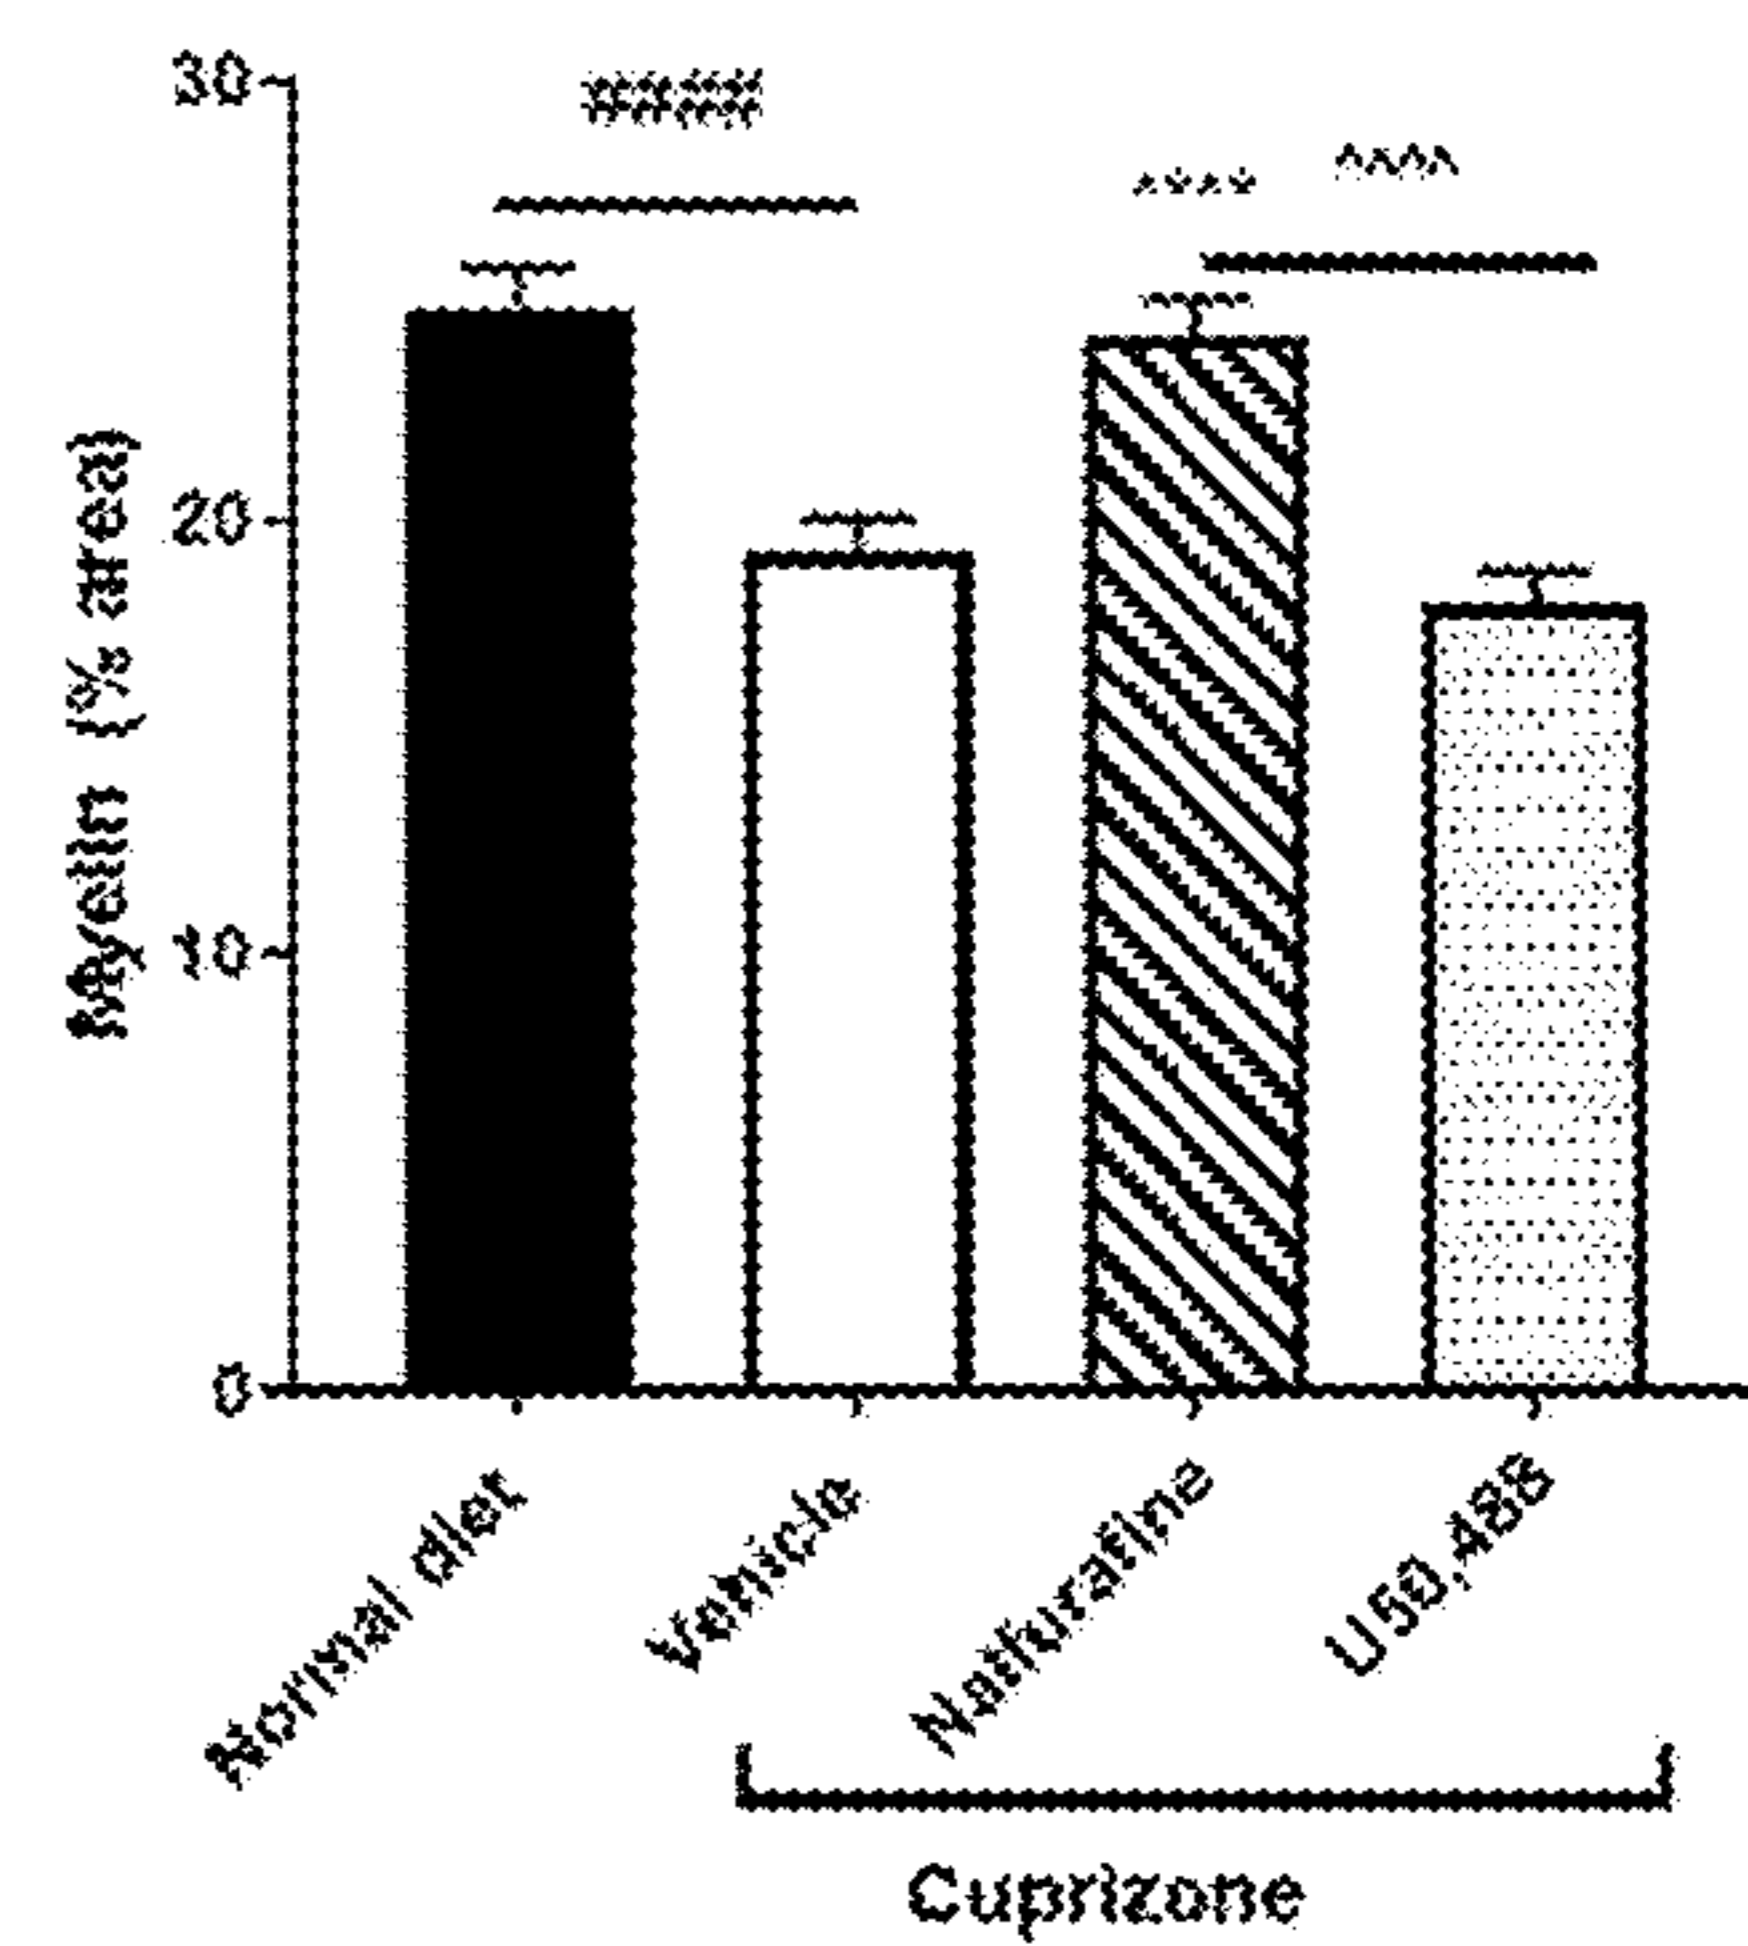 30
20
10
0
Myelin (% area)
####
****
^^^^
Normal diet
Vehicle
Nalfurafine
U50,488
Cuprizone